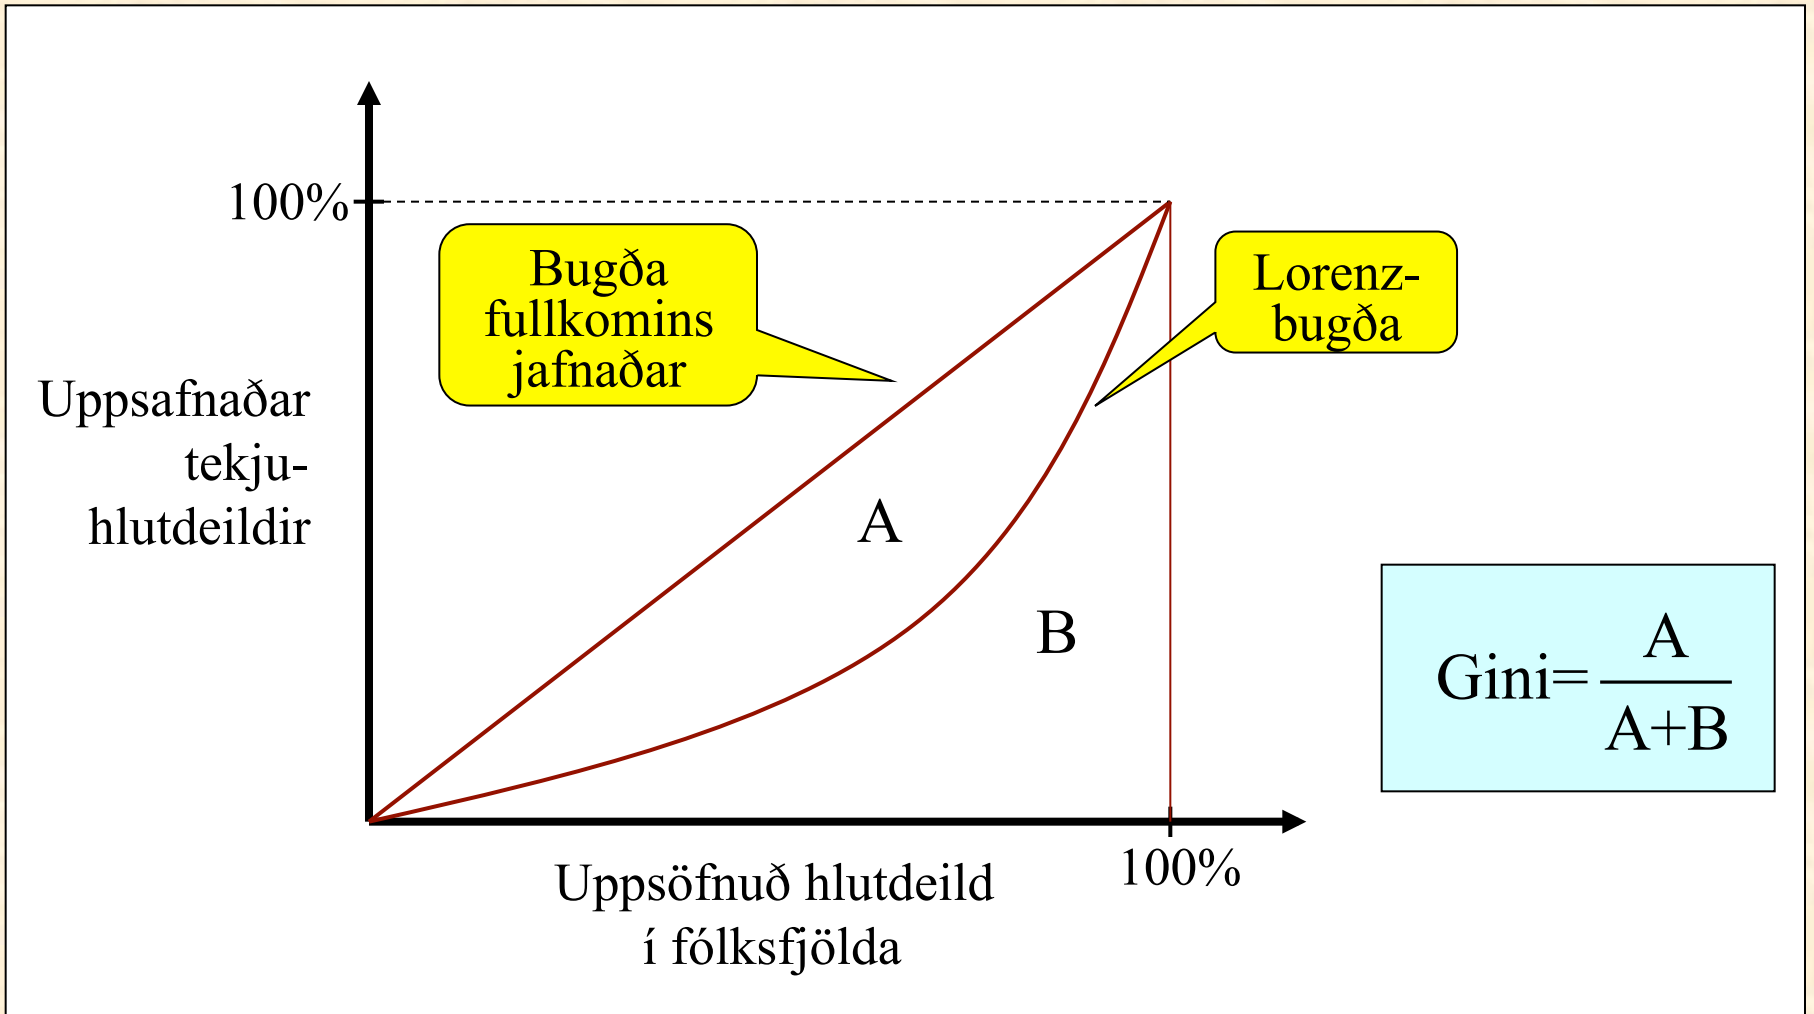 100%
Bugða
fullkomins
jafnaðar
Lorenz-
bugða
Uppsafnaðar
tekju-
hlutdeildir
A
B
Gini=
A
A+B
100%
Uppsöfnuð hlutdeild
í fólksfjölda